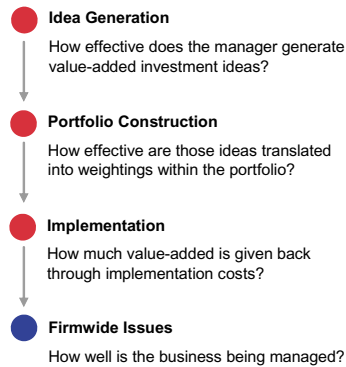 Idea Generation
How effective does the manager generate
value-added investment ideas?
Portfolio Construction
How effective are those ideas translated
into weightings within the portfolio?
Implementation
How much value-added is given back
through implementation costs?
Firmwide Issues
How well is the business being managed?